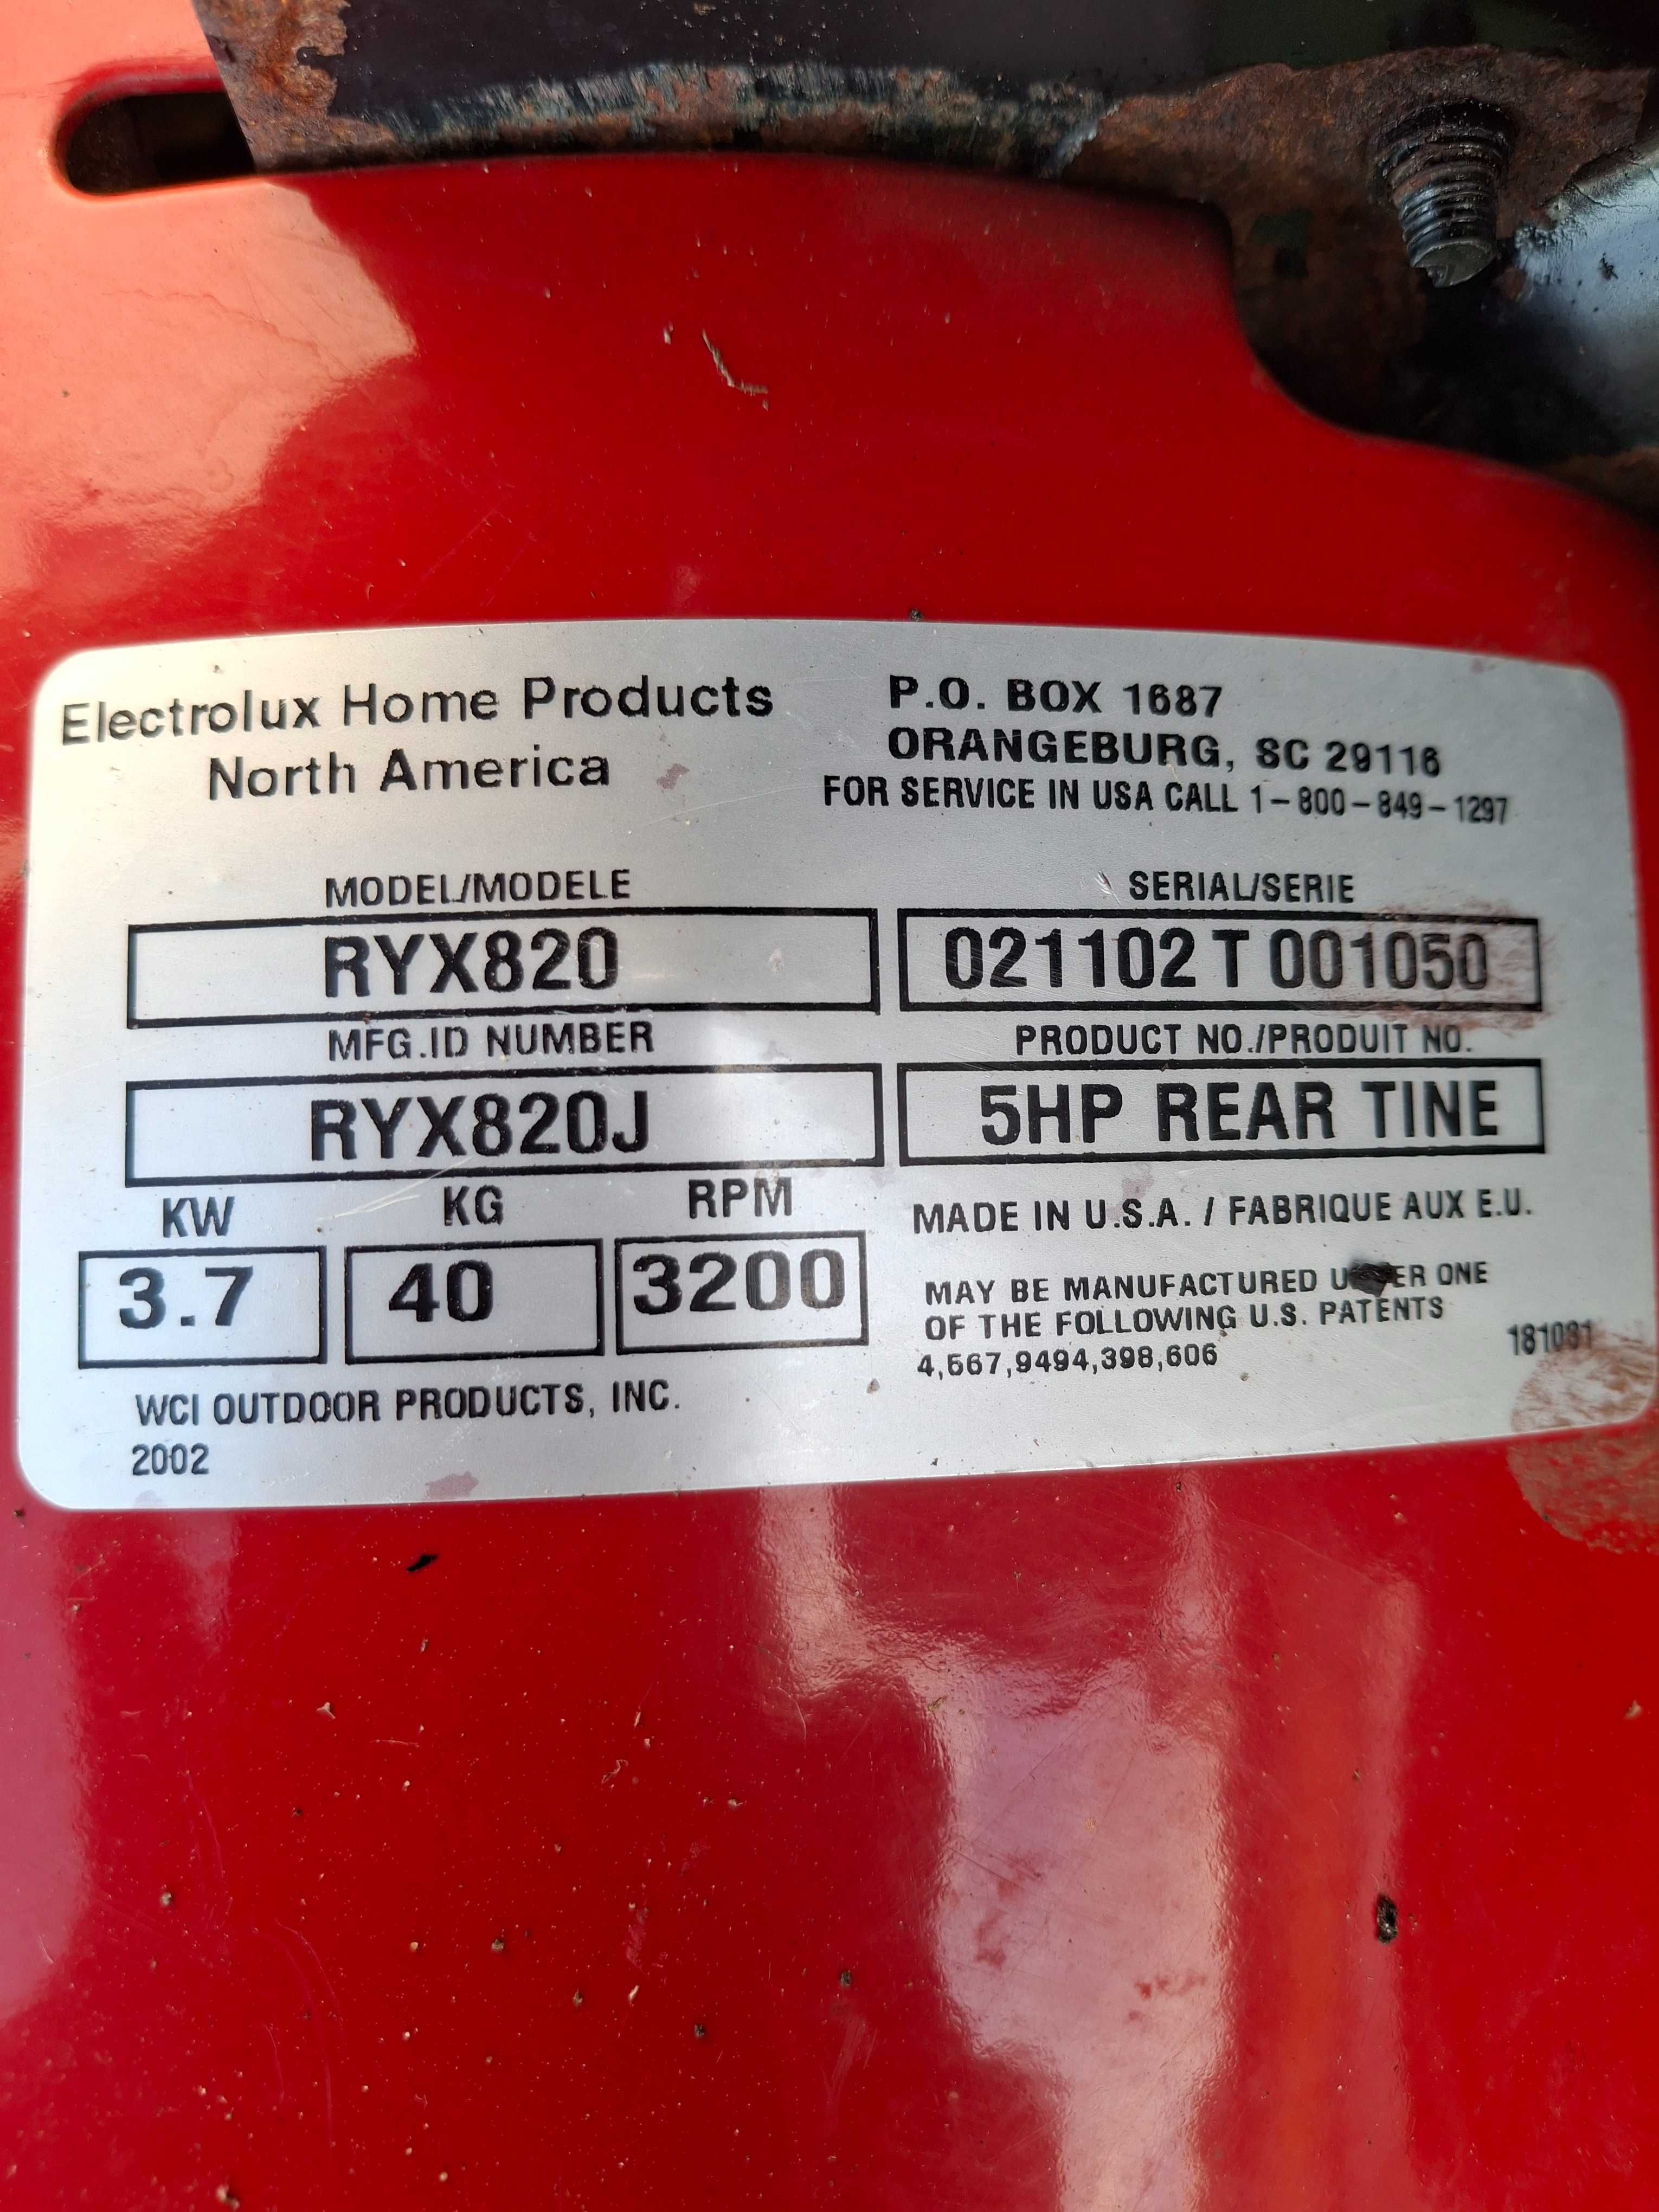 Electrolux Home Products
North America
P.O. BOX 1687
ORANGEBURG, SC 29116
FOR SERVICE IN USA CALL 1-800-849-1297
MODEL/MODELE
RYX820
SERIAL/SERIE
021102 T 001050
MFG.ID NUMBER
RYX820J
PRODUCT NO./PRODUIT NO.
5HP REAR TINE
KW
3.7
KG
40
RPM
3200
MADE IN U.S.A. / FABRIQUE AUX E.U.
MAY BE MANUFACTURED UNDER ONE
OF THE FOLLOWING U.S. PATENTS
4,567,9494,398,606
181081
WCI OUTDOOR PRODUCTS, INC.
2002